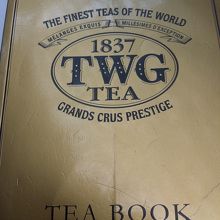 THE FINEST TEAS OF THE WORLD
MÉLANGES EXQUIS MILLÉSIMES D'EXCEPTION
1837
TWG
TEA
GRANDS CRUS PRESTIGE
TEA BOOK